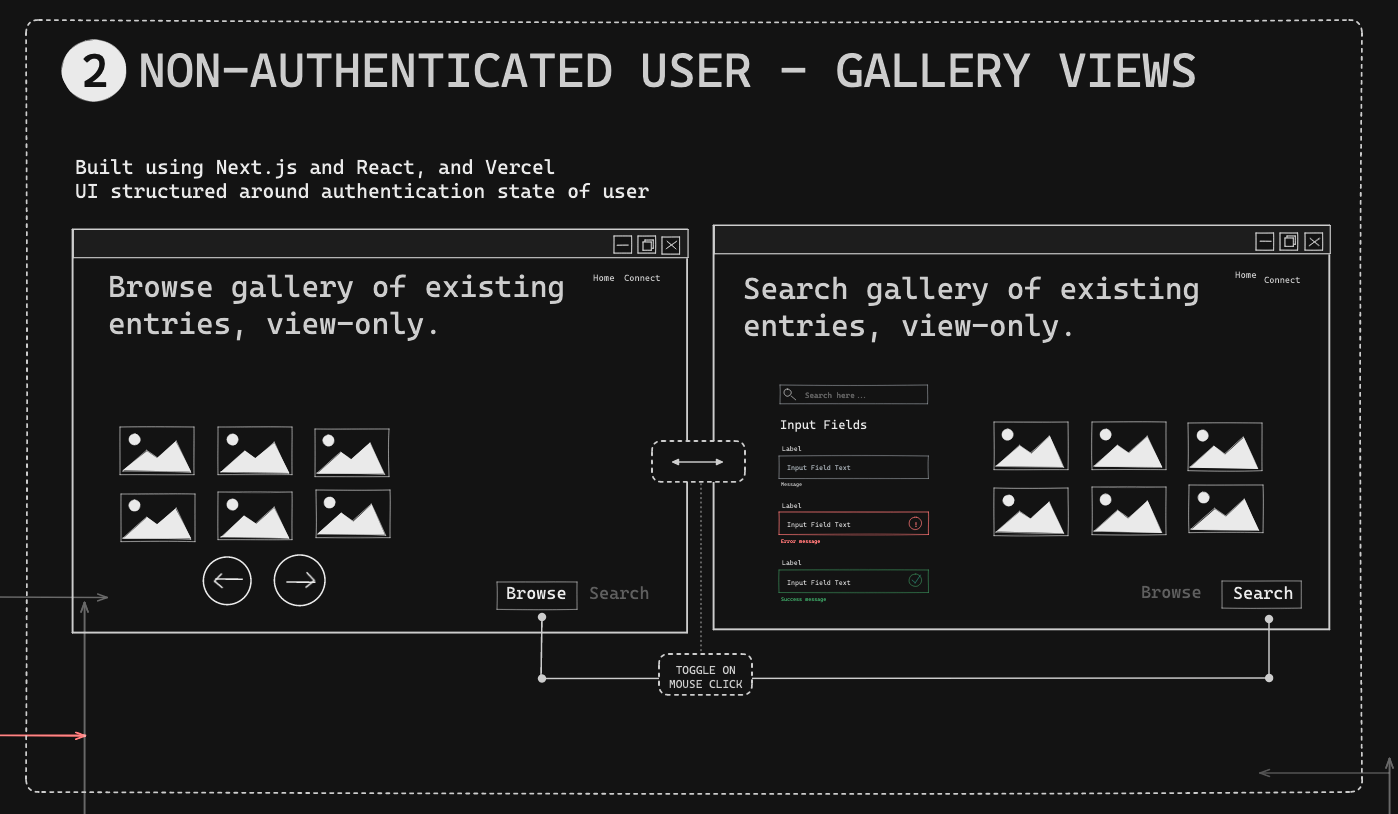 2 NON-AUTHENTICATED USER - GALLERY VIEWS
Built using Next.js and React, and Vercel
UI structured around authentication state of user
Browse gallery of existing
entries, view-only.
Home Connect
Browse Search
Search gallery of existing
entries, view-only.
Home Connect
Search here...
Input Fields
Label
Input Field Text
Message
Label
Input Field Text
Error message
Label
Input Field Text
Success message
Browse Search
TOGGLE ON
MOUSE CLICK